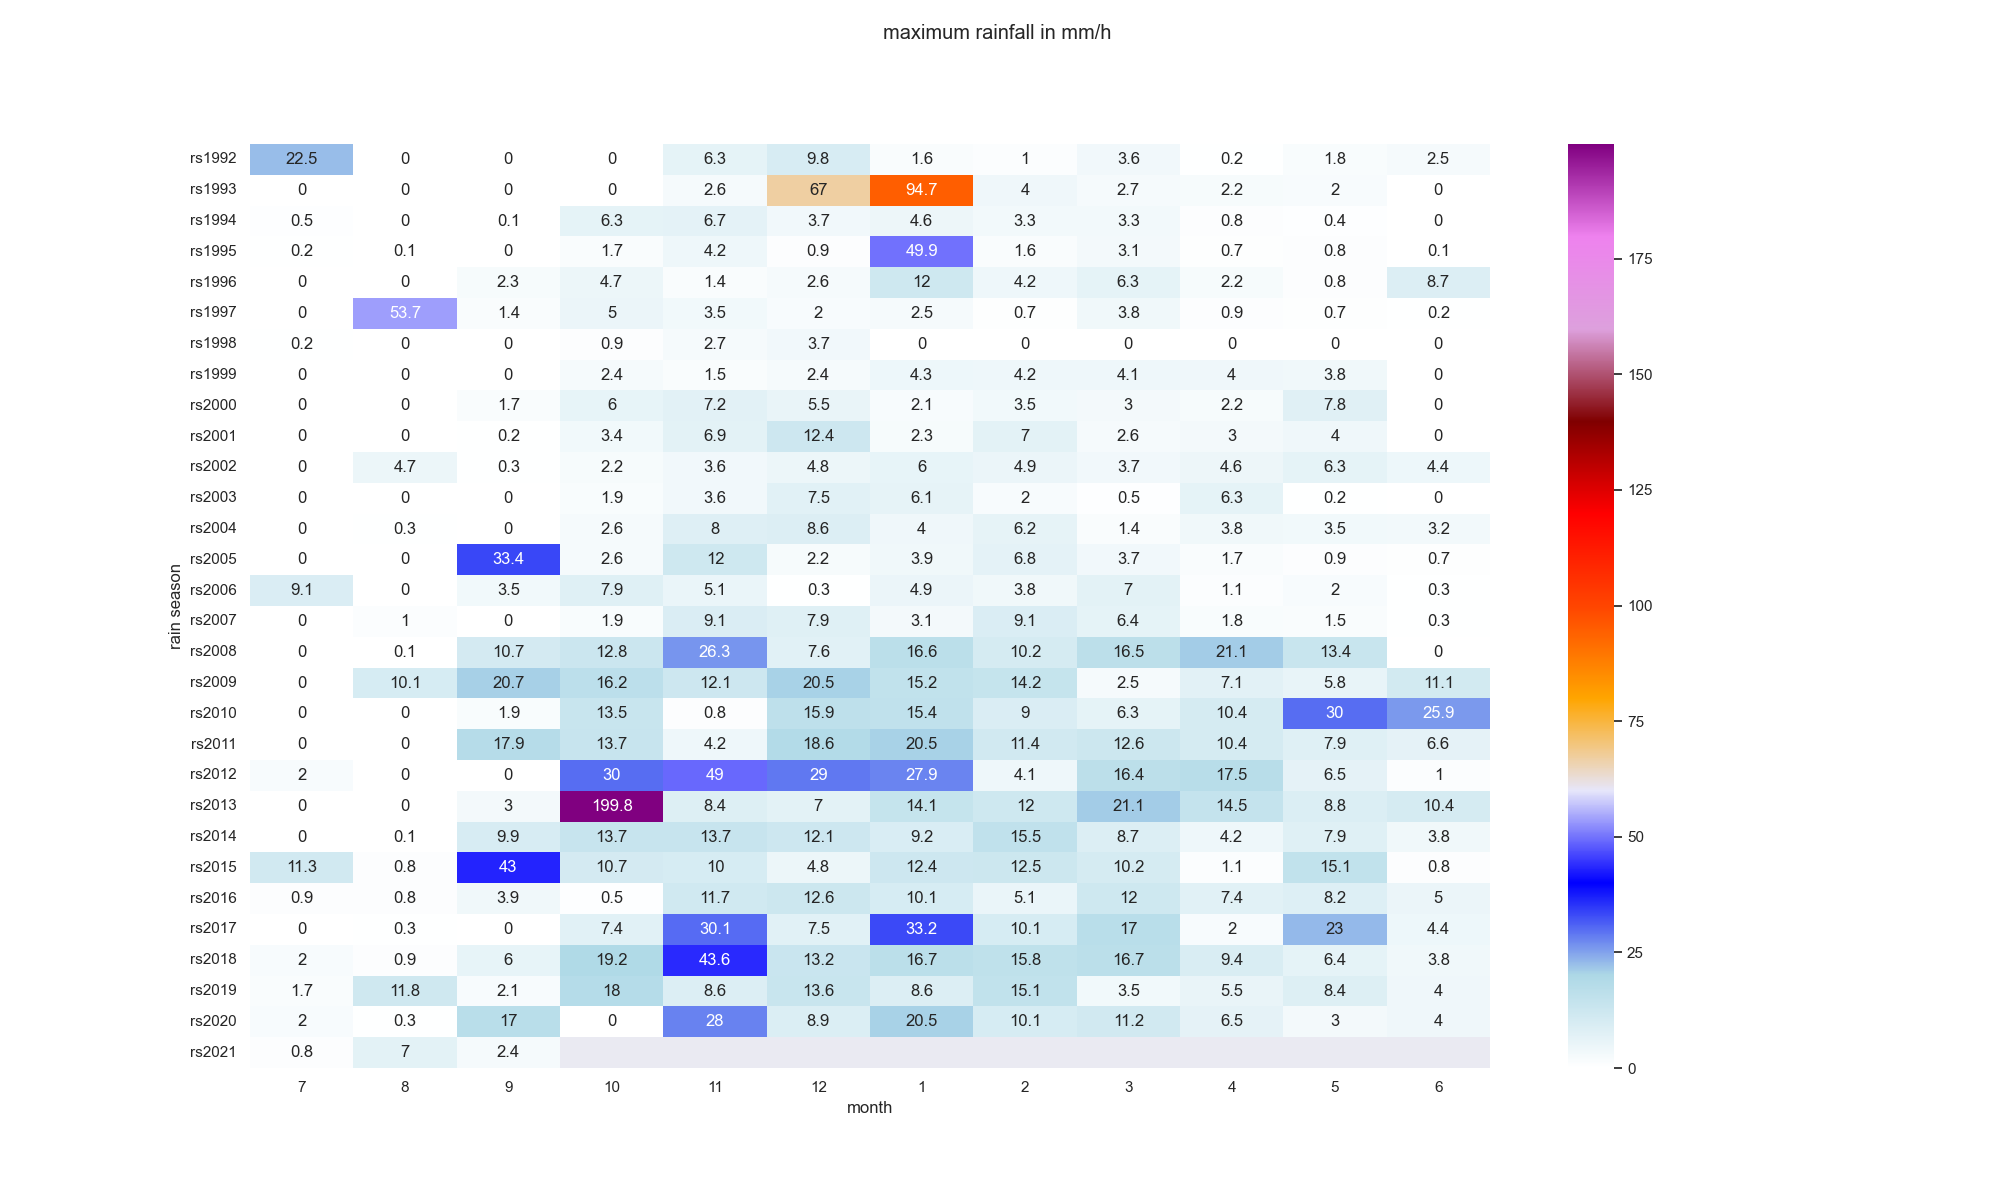 maximum rainfall in mm/h
rs1992 22.5 0 0 0 6.3 9.8 1.6 1 3.6 0.2 1.8 2.5
rs1993 0 0 0 0 2.6 67 94.7 4 2.7 2.2 2 0
rs1994 0.5 0 0.1 6.3 6.7 3.7 4.6 3.3 3.3 0.8 0.4 0
rs1995 0.2 0.1 0 1.7 4.2 0.9 49.9 1.6 3.1 0.7 0.8 0.1
rs1996 0 0 2.3 4.7 1.4 2.6 12 4.2 6.3 2.2 0.8 8.7
rs1997 0 53.7 1.4 5 3.5 2 2.5 0.7 3.8 0.9 0.7 0.2
rs1998 0.2 0 0 0.9 2.7 3.7 0 0 0 0 0 0
rs1999 0 0 0 2.4 1.5 2.4 4.3 4.2 4.1 4 3.8 0
rs2000 0 0 1.7 6 7.2 5.5 2.1 3.5 3 2.2 7.8 0
rs2001 0 0 0.2 3.4 6.9 12.4 2.3 7 2.6 3 4 0
rs2002 0 4.7 0.3 2.2 3.6 4.8 6 4.9 3.7 4.6 6.3 4.4
rs2003 0 0 0 1.9 3.6 7.5 6.1 2 0.5 6.3 0.2 0
rs2004 0 0.3 0 2.6 8 8.6 4 6.2 1.4 3.8 3.5 3.2
rs2005 0 0 33.4 2.6 12 2.2 3.9 6.8 3.7 1.7 0.9 0.7
rs2006 9.1 0 3.5 7.9 5.1 0.3 4.9 3.8 7 1.1 2 0.3
rs2007 0 1 0 1.9 9.1 7.9 3.1 9.1 6.4 1.8 1.5 0.3
rs2008 0 0.1 10.7 12.8 26.3 7.6 16.6 10.2 16.5 21.1 13.4 0
rs2009 0 10.1 20.7 16.2 12.1 20.5 15.2 14.2 2.5 7.1 5.8 11.1
rs2010 0 0 1.9 13.5 0.8 15.9 15.4 9 6.3 10.4 30 25.9
rs2011 0 0 17.9 13.7 4.2 18.6 20.5 11.4 12.6 10.4 7.9 6.6
rs2012 2 0 0 30 49 29 27.9 4.1 16.4 17.5 6.5 1
rs2013 0 0 3 199.8 8.4 7 14.1 12 21.1 14.5 8.8 10.4
rs2014 0 0.1 9.9 13.7 13.7 12.1 9.2 15.5 8.7 4.2 7.9 3.8
rs2015 11.3 0.8 43 10.7 10 4.8 12.4 12.5 10.2 1.1 15.1 0.8
rs2016 0.9 0.8 3.9 0.5 11.7 12.6 10.1 5.1 12 7.4 8.2 5
rs2017 0 0.3 0 7.4 30.1 7.5 33.2 10.1 17 2 23 4.4
rs2018 2 0.9 6 19.2 43.6 13.2 16.7 15.8 16.7 9.4 6.4 3.8
rs2019 1.7 11.8 2.1 18 8.6 13.6 8.6 15.1 3.5 5.5 8.4 4
rs2020 2 0.3 17 0 28 8.9 20.5 10.1 11.2 6.5 3 4
rs2021 0.8 7 2.4
7 8 9 10 11 12 1 2 3 4 5 6
month
rain season
175
150
125
100
75
50
25
0